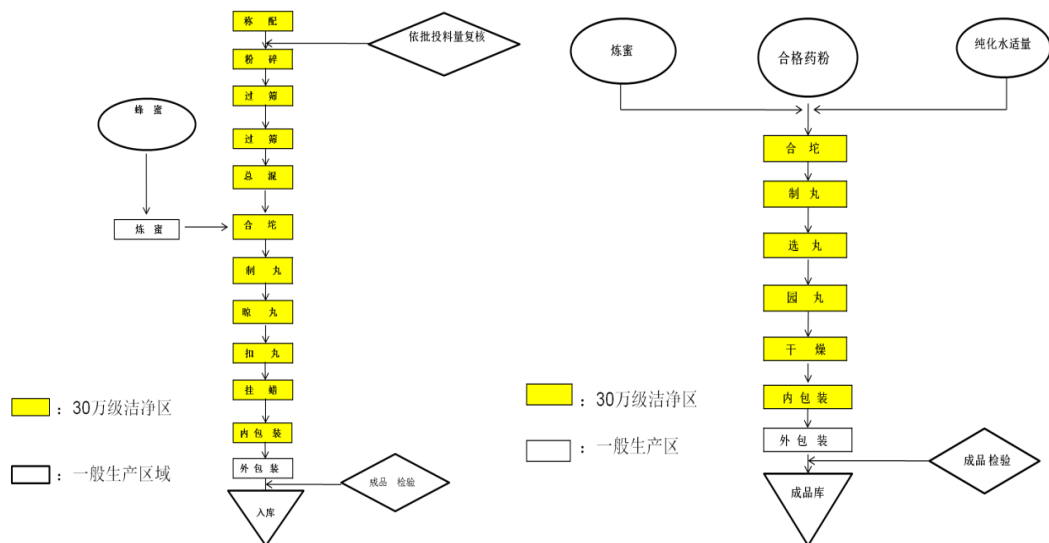 称 配
依批投料量复核
粉 碎
过 筛
蜂 蜜
过 筛
总 混
炼 蜜
合 坨
制 丸
晾 丸
扣 丸
挂 蜡
内 包 装
外 包 装
成品 检验
入库
：30万级洁净区
：一般生产区域
炼蜜
合格药粉
纯化水适量
合 坨
制 丸
选 丸
园 丸
干 燥
内 包 装
外 包 装
成品 检验
成品库
：30万级洁净区
：一般生产区